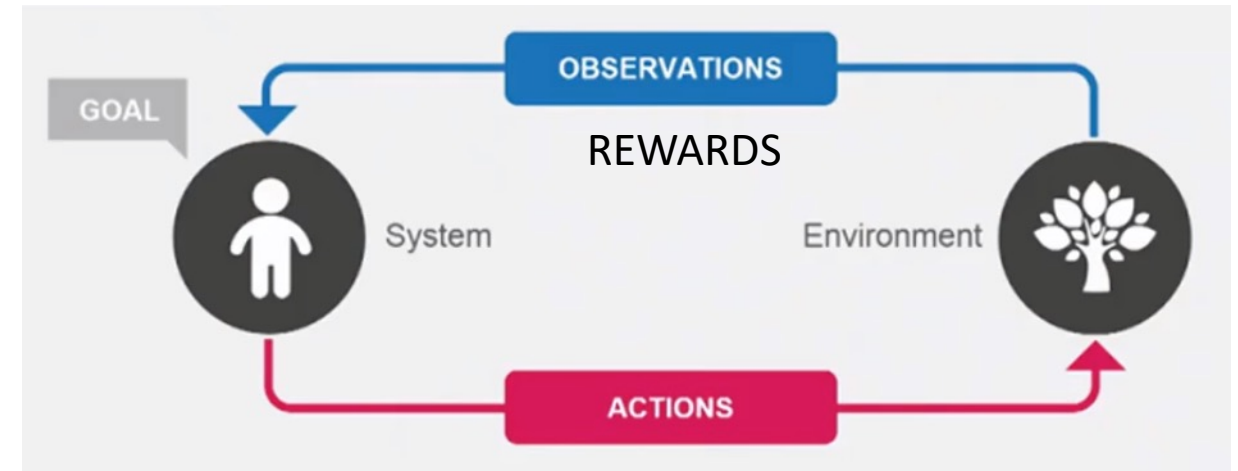 OBSERVATIONS
GOAL
REWARDS
System
Environment
ACTIONS